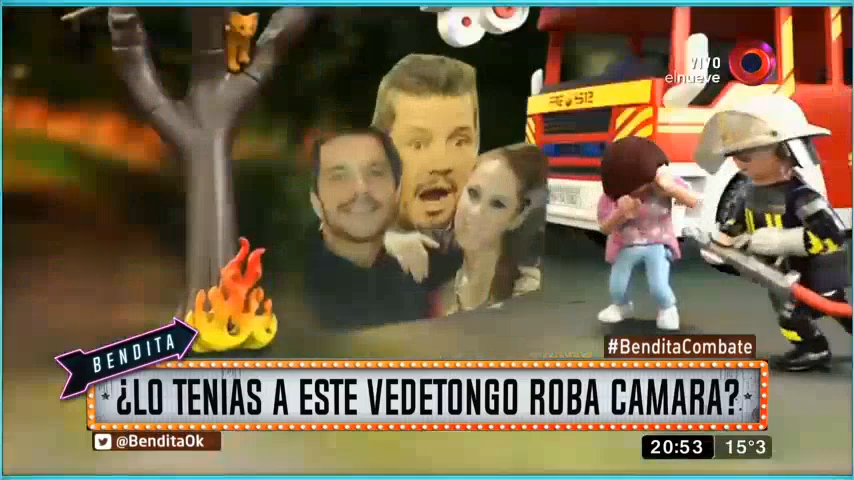 VIVO
elnueve
#BenditaCombate
BENDITA
¿LO TENIAS A ESTE VEDETONGO ROBA CAMARA?
@BenditaOk
20:53
15°3